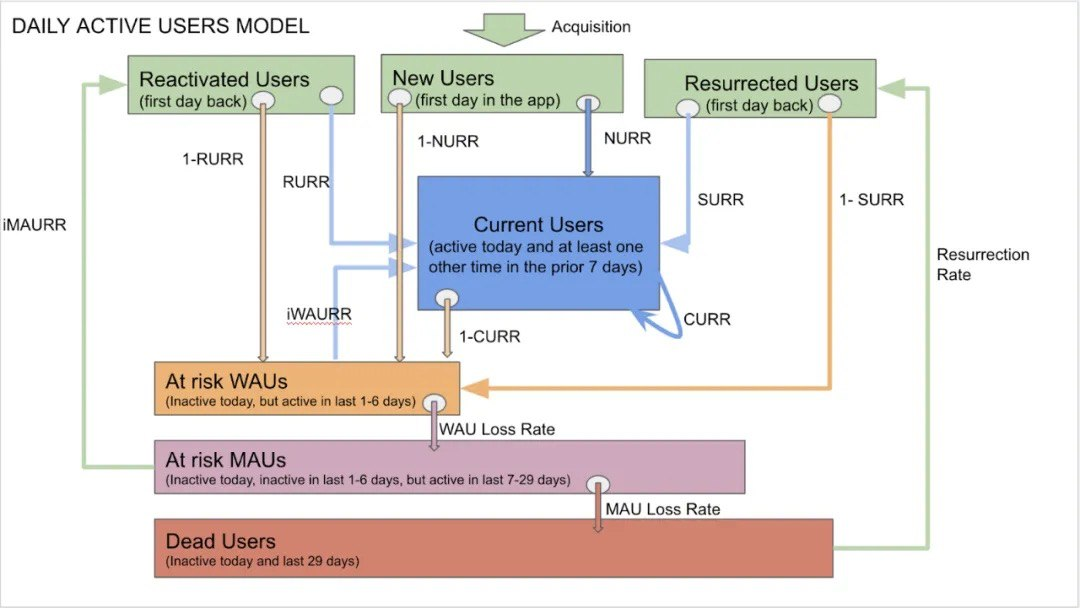 DAILY ACTIVE USERS MODEL
Acquisition
Reactivated Users
(first day back)
New Users
(first day in the app)
Resurrected Users
(first day back)
1-RURR
RURR
1-NURR
NURR
SURR
1- SURR
iMAURR
Current Users
(active today and at least one
other time in the prior 7 days)
Resurrection
Rate
iWAURR
1-CURR
CURR
At risk WAUs
(Inactive today, but active in last 1-6 days)
WAU Loss Rate
At risk MAUs
(Inactive today, inactive in last 1-6 days, but active in last 7-29 days)
MAU Loss Rate
Dead Users
(Inactive today and last 29 days)